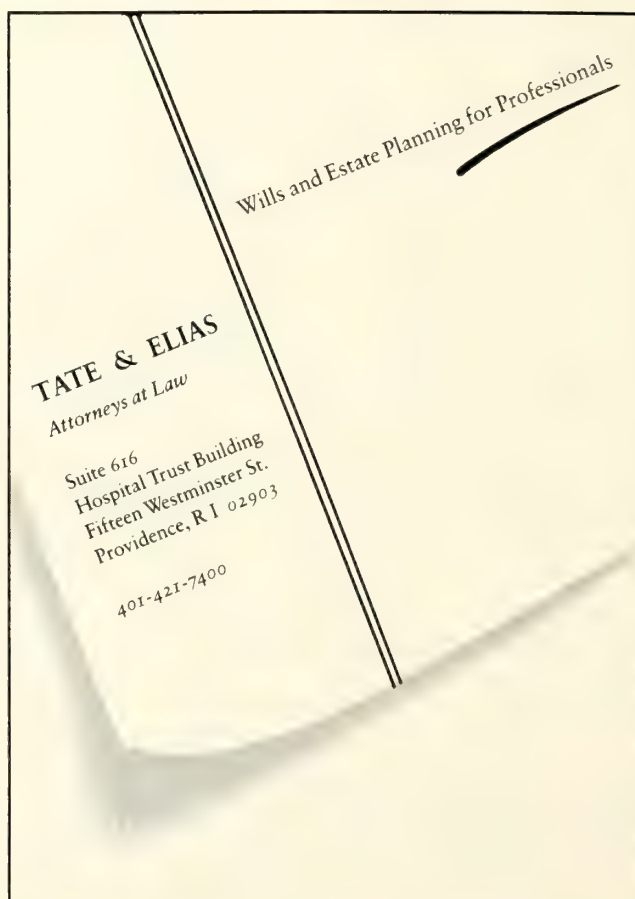 Wills and Estate Planning for Professionals
TATE & ELIAS
Attorneys at Law
Suite 616
Hospital Trust Building
Fifteen Westminster St.
Providence, R I 02903
401-421-7400